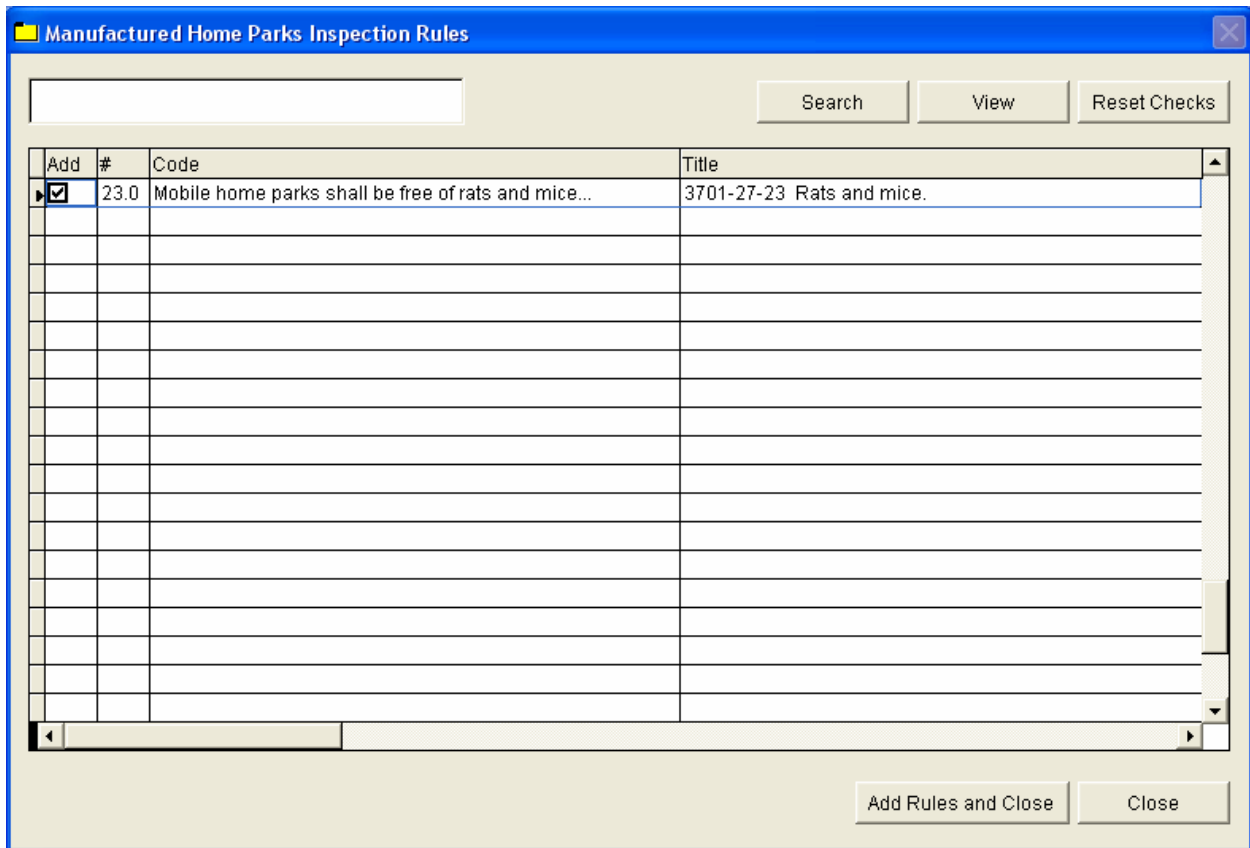 Manufactured Home Parks Inspection Rules
Search View Reset Checks
Add # Code Title
23.0 Mobile home parks shall be free of rats and mice... 3701-27-23 Rats and mice.
Add Rules and Close Close